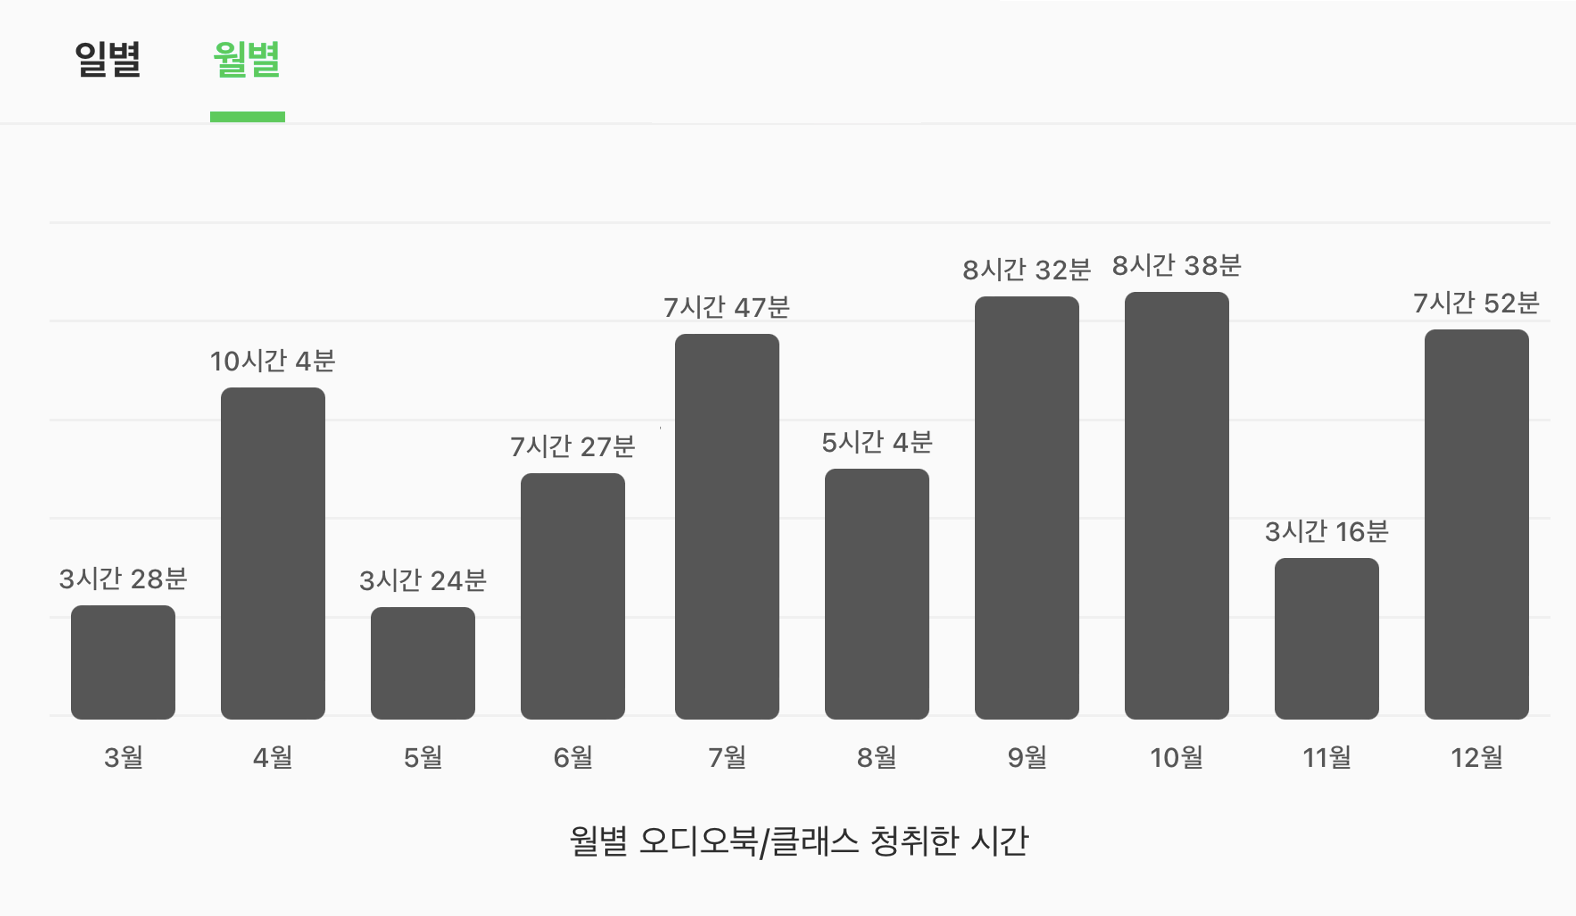 일별 월별
3시간 28분
10시간 4분
3시간 24분
7시간 27분
7시간 47분
5시간 4분
8시간 32분
8시간 38분
3시간 16분
7시간 52분
3월 4월 5월 6월 7월 8월 9월 10월 11월 12월
월별 오디오북/클래스 청취한 시간